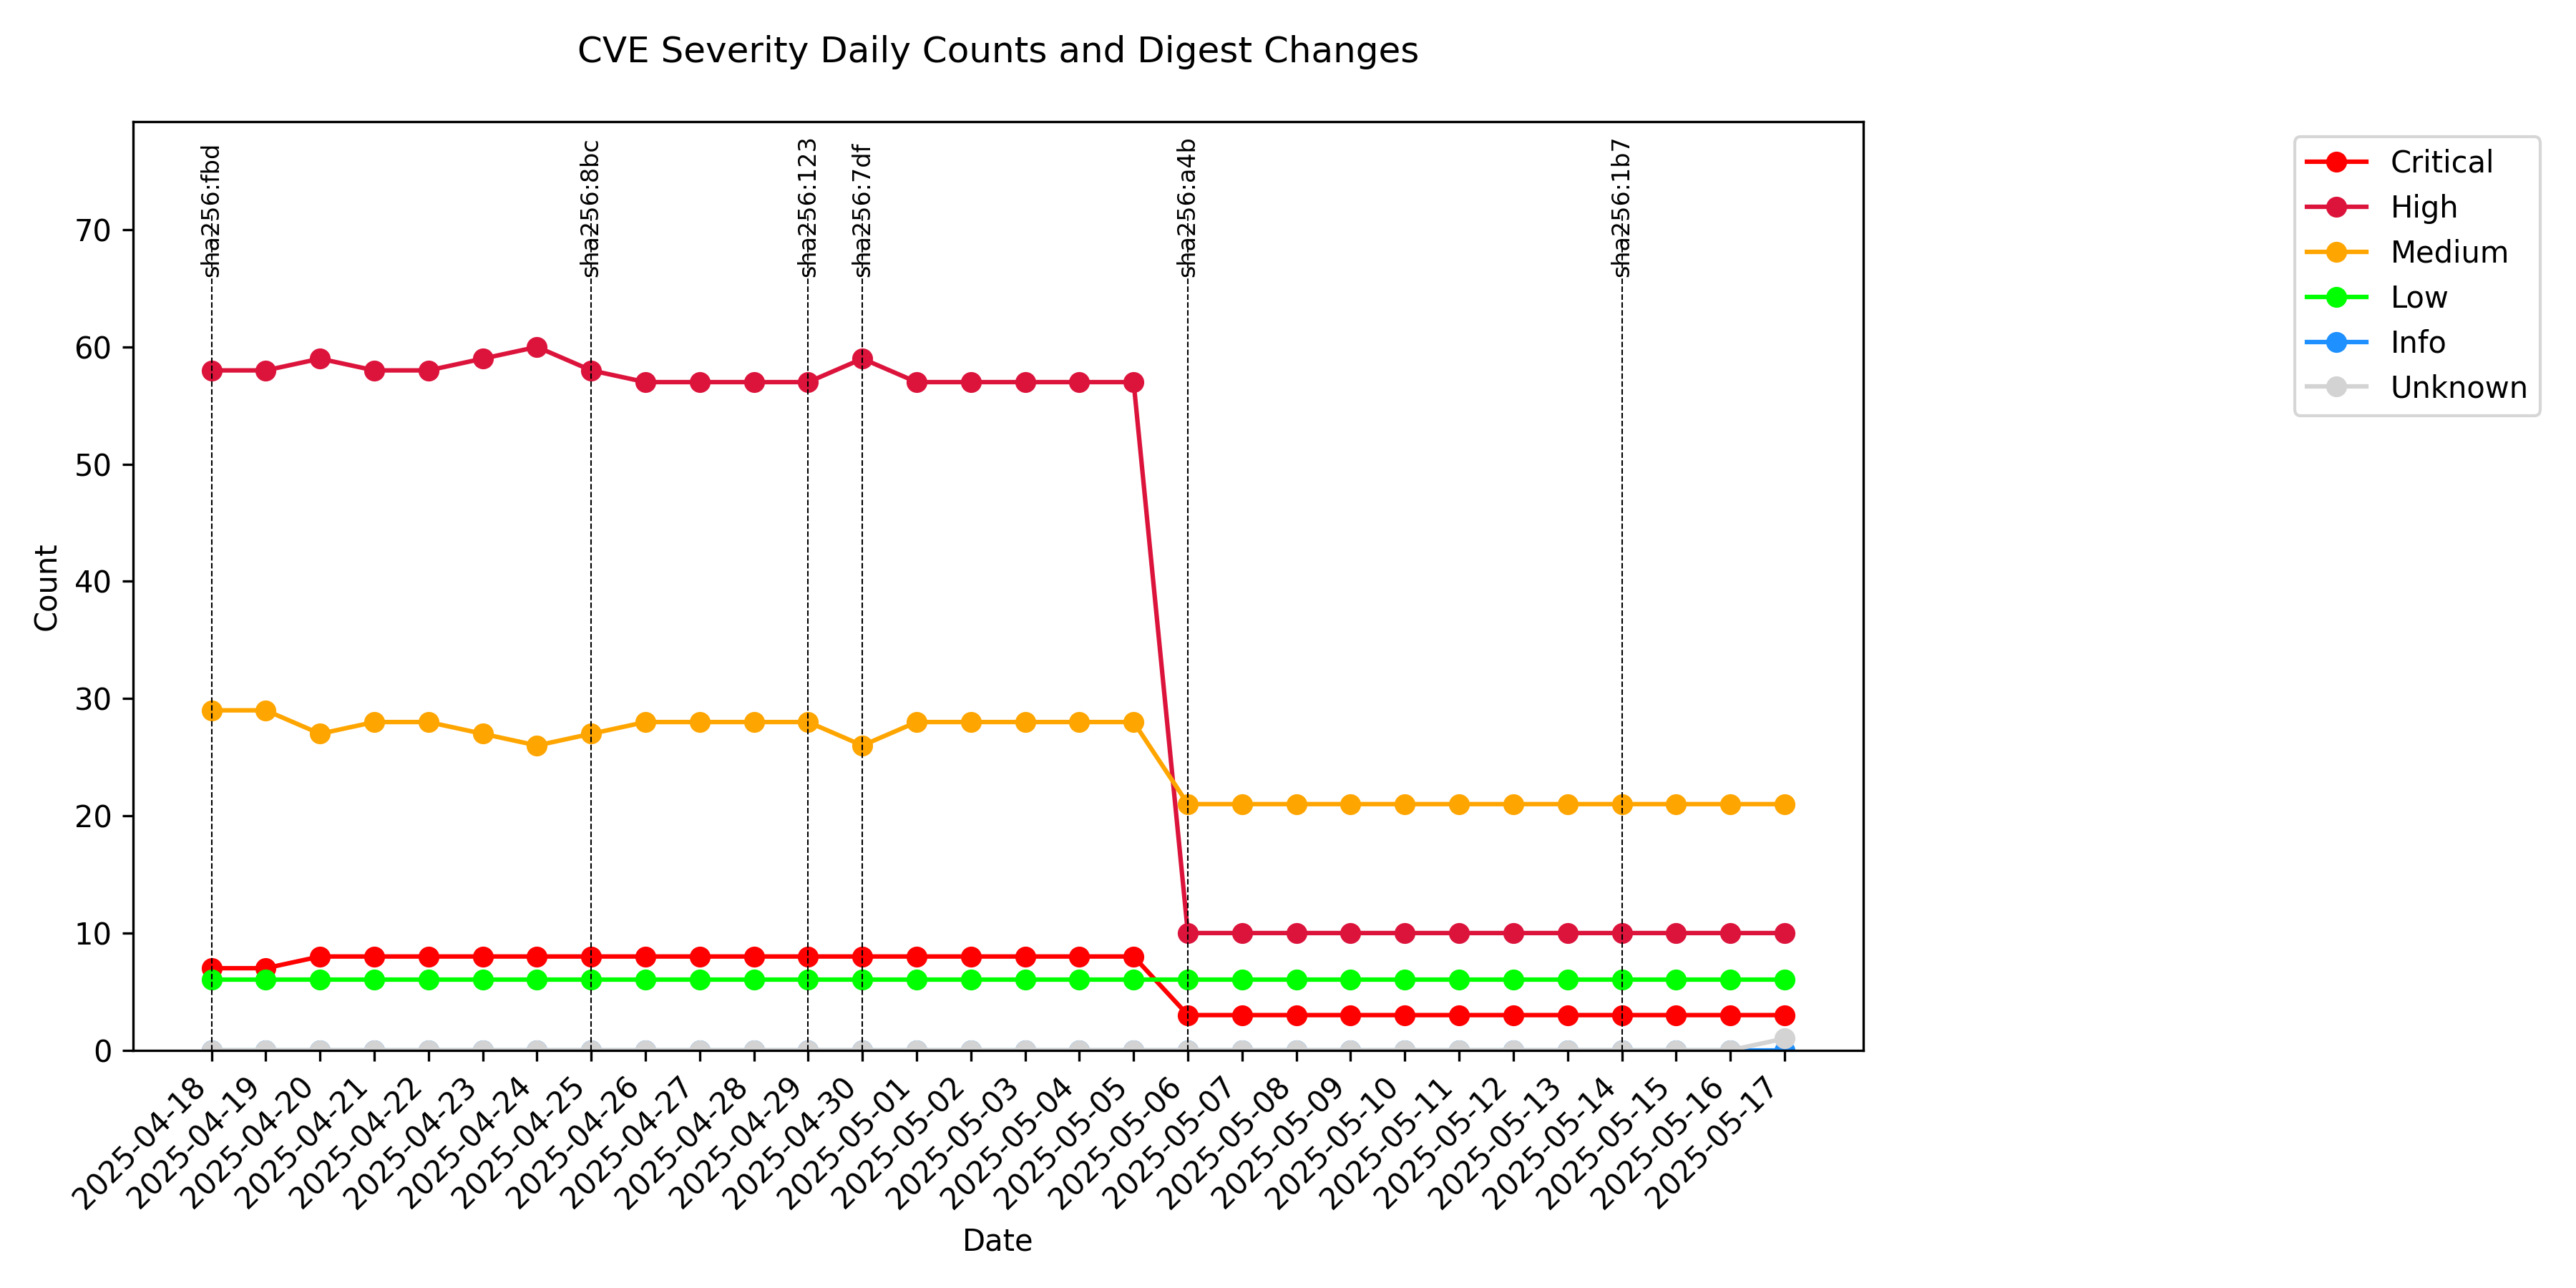 CVE Severity Daily Counts and Digest Changes
sha256:fbd
sha256:8bc
sha256:123
sha256:7df
sha256:a4b
sha256:1b7
Critical
High
Medium
Low
Info
Unknown
70
60
50
40
30
20
10
0
Count
2025-04-18
2025-04-19
2025-04-20
2025-04-21
2025-04-22
2025-04-23
2025-04-24
2025-04-25
2025-04-26
2025-04-27
2025-04-28
2025-04-29
2025-04-30
2025-05-01
2025-05-02
2025-05-03
2025-05-04
2025-05-05
2025-05-06
2025-05-07
2025-05-08
2025-05-09
2025-05-10
2025-05-11
2025-05-12
2025-05-13
2025-05-14
2025-05-15
2025-05-16
2025-05-17
Date